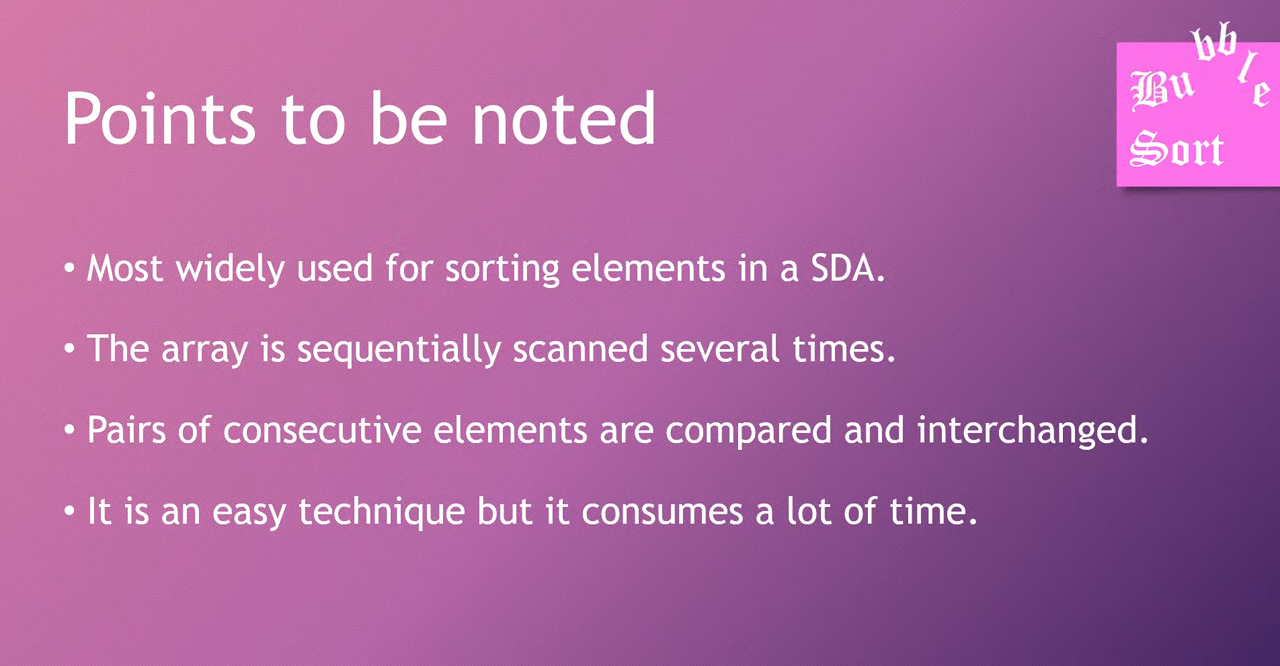 Points to be noted
Bubble
Sort
• Most widely used for sorting elements in a SDA.
• The array is sequentially scanned several times.
• Pairs of consecutive elements are compared and interchanged.
• It is an easy technique but it consumes a lot of time.